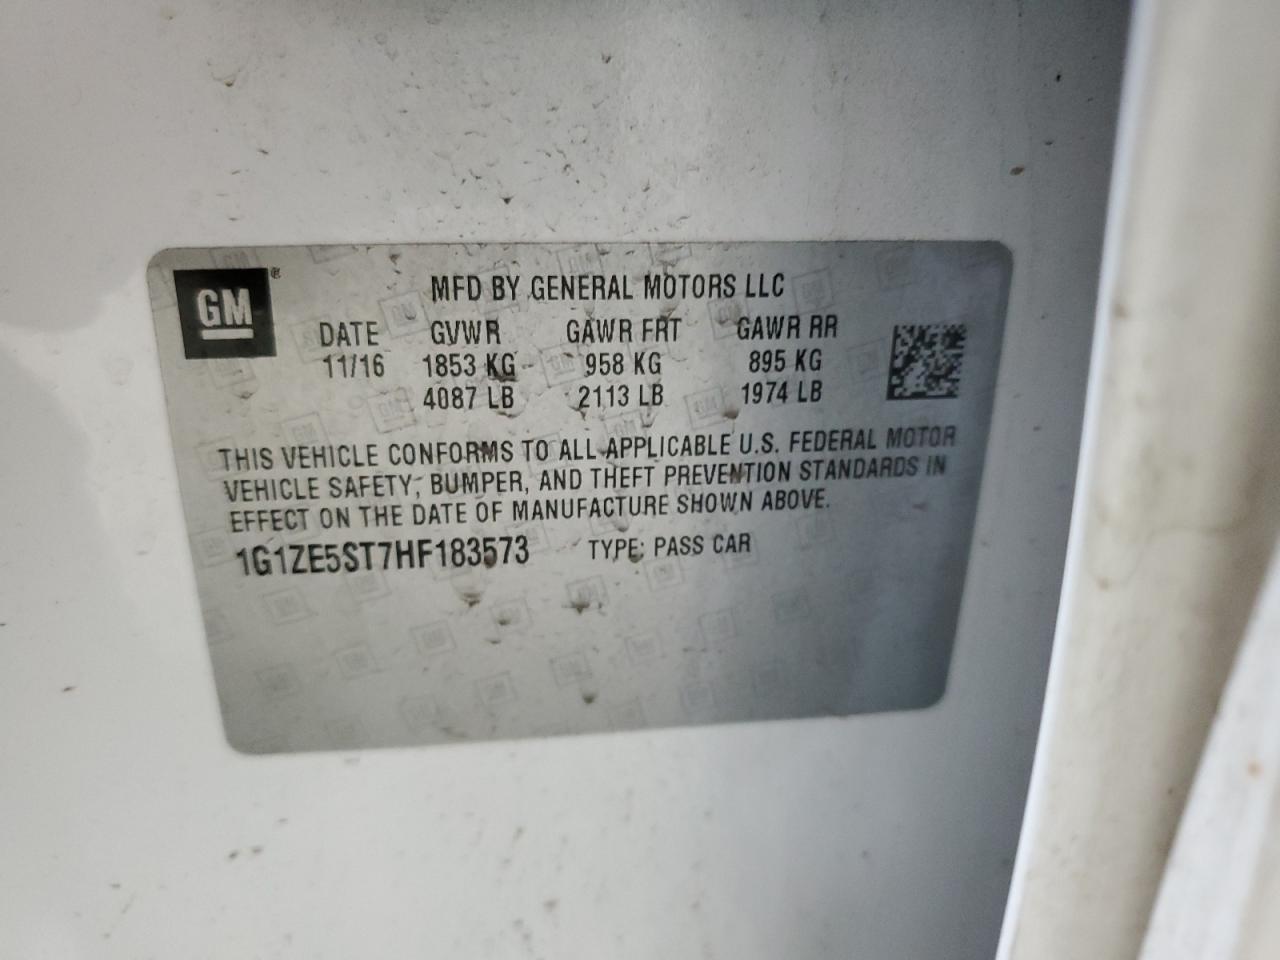 GM ®
MFD BY GENERAL MOTORS LLC
DATE GVWR GAWR FRT GAWR RR
11/16 1853 KG 958 KG 895 KG
4087 LB 2113 LB 1974 LB
THIS VEHICLE CONFORMS TO ALL APPLICABLE U.S. FEDERAL MOTOR
VEHICLE SAFETY, BUMPER, AND THEFT PREVENTION STANDARDS IN
EFFECT ON THE DATE OF MANUFACTURE SHOWN ABOVE.
1G1ZE5ST7HF183573 TYPE: PASS CAR